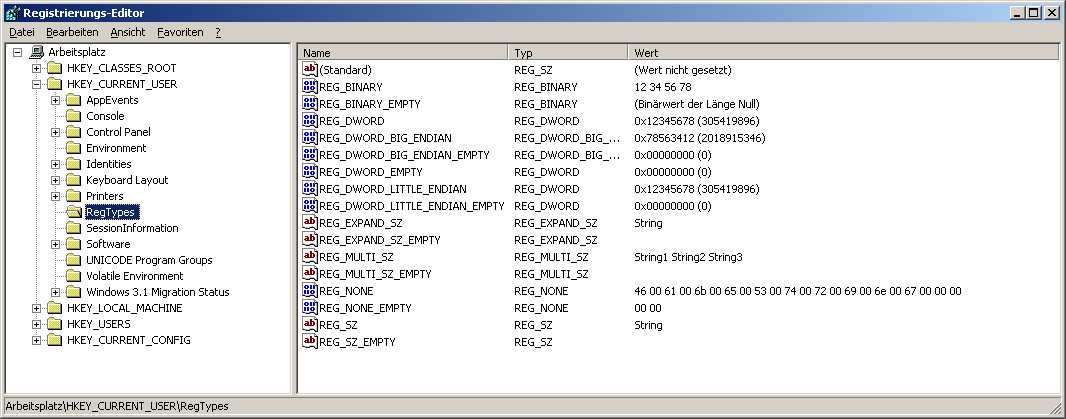 Registrierungs-Editor
Datei Bearbeiten Ansicht Favoriten ?
Arbeitsplatz
HKEY_CLASSES_ROOT
HKEY_CURRENT_USER
AppEvents
Console
Control Panel
Environment
Identities
Keyboard Layout
Printers
RegTypes
SessionInformation
Software
UNICODE Program Groups
Volatile Environment
Windows 3.1 Migration Status
HKEY_LOCAL_MACHINE
HKEY_USERS
HKEY_CURRENT_CONFIG
Name Typ Wert
(Standard) REG_SZ (Wert nicht gesetzt)
REG_BINARY REG_BINARY 12 34 56 78
REG_BINARY_EMPTY REG_BINARY (Binärwert der Länge Null)
REG_DWORD REG_DWORD 0x12345678 (305419896)
REG_DWORD_BIG_ENDIAN REG_DWORD_BIG_... 0x78563412 (2018915346)
REG_DWORD_BIG_ENDIAN_EMPTY REG_DWORD_BIG_... 0x00000000 (0)
REG_DWORD_EMPTY REG_DWORD 0x00000000 (0)
REG_DWORD_LITTLE_ENDIAN REG_DWORD 0x12345678 (305419896)
REG_DWORD_LITTLE_ENDIAN_EMPTY REG_DWORD 0x00000000 (0)
REG_EXPAND_SZ REG_EXPAND_SZ String
REG_EXPAND_SZ_EMPTY REG_EXPAND_SZ
REG_MULTI_SZ REG_MULTI_SZ String1 String2 String3
REG_MULTI_SZ_EMPTY REG_MULTI_SZ
REG_NONE REG_NONE 46 00 61 00 6b 00 65 00 53 00 74 00 72 00 69 00 6e 00 67 00 00 00
REG_NONE_EMPTY REG_NONE 00 00
REG_SZ REG_SZ String
REG_SZ_EMPTY REG_SZ
Arbeitsplatz\HKEY_CURRENT_USER\RegTypes